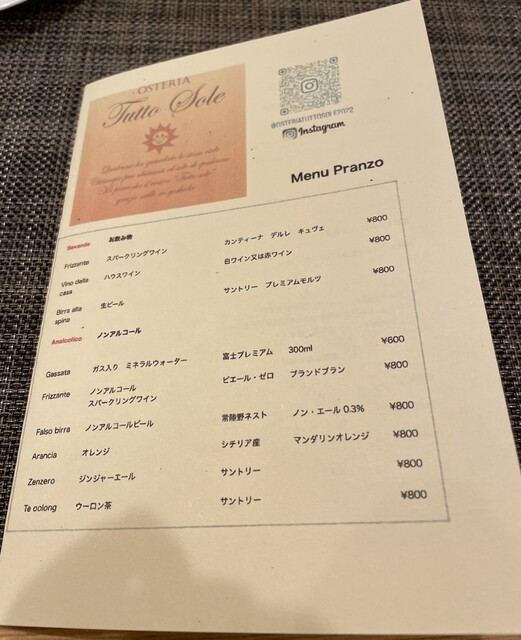 OSTERIA
Tutto Sole
@OSTERIATUTTOSOLE2022
Instagram
Menu Pranzo
Bevande お飲み物
Frizzante スパークリングワイン カンティーナ デルレ キュヴェ ¥800
Vino della casa ハウスワイン 白ワイン又は赤ワイン ¥800
Birra alla spina 生ビール サントリー プレミアムモルツ ¥800
Analcolico ノンアルコール
Gassata ガス入り ミネラルウォーター 富士プレミアム 300ml ¥600
Frizzante ノンアルコール スパークリングワイン ピエール・ゼロ ブランドブラン ¥800
Falso birra ノンアルコールビール 常陸野ネスト ノン・エール 0.3% ¥800
Arancia オレンジ シチリア産 マンダリンオレンジ ¥800
Zenzero ジンジャーエール サントリー ¥800
Te oolong ウーロン茶 サントリー ¥800